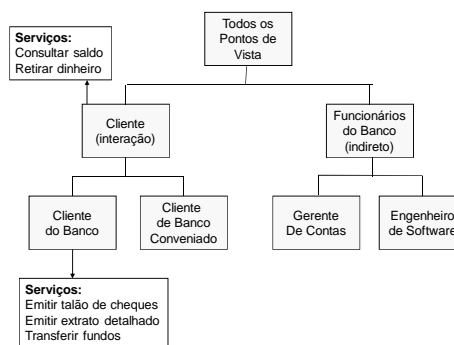 Todos os
Pontos de
Vista
Serviços:
Consultar saldo
Retirar dinheiro
Cliente
(interação)
Funcionários
do Banco
(indireto)
Cliente
do Banco
Cliente
de Banco
Conveniado
Gerente
De Contas
Engenheiro
de Software
Serviços:
Emitir talão de cheques
Emitir extrato detalhado
Transferir fundos